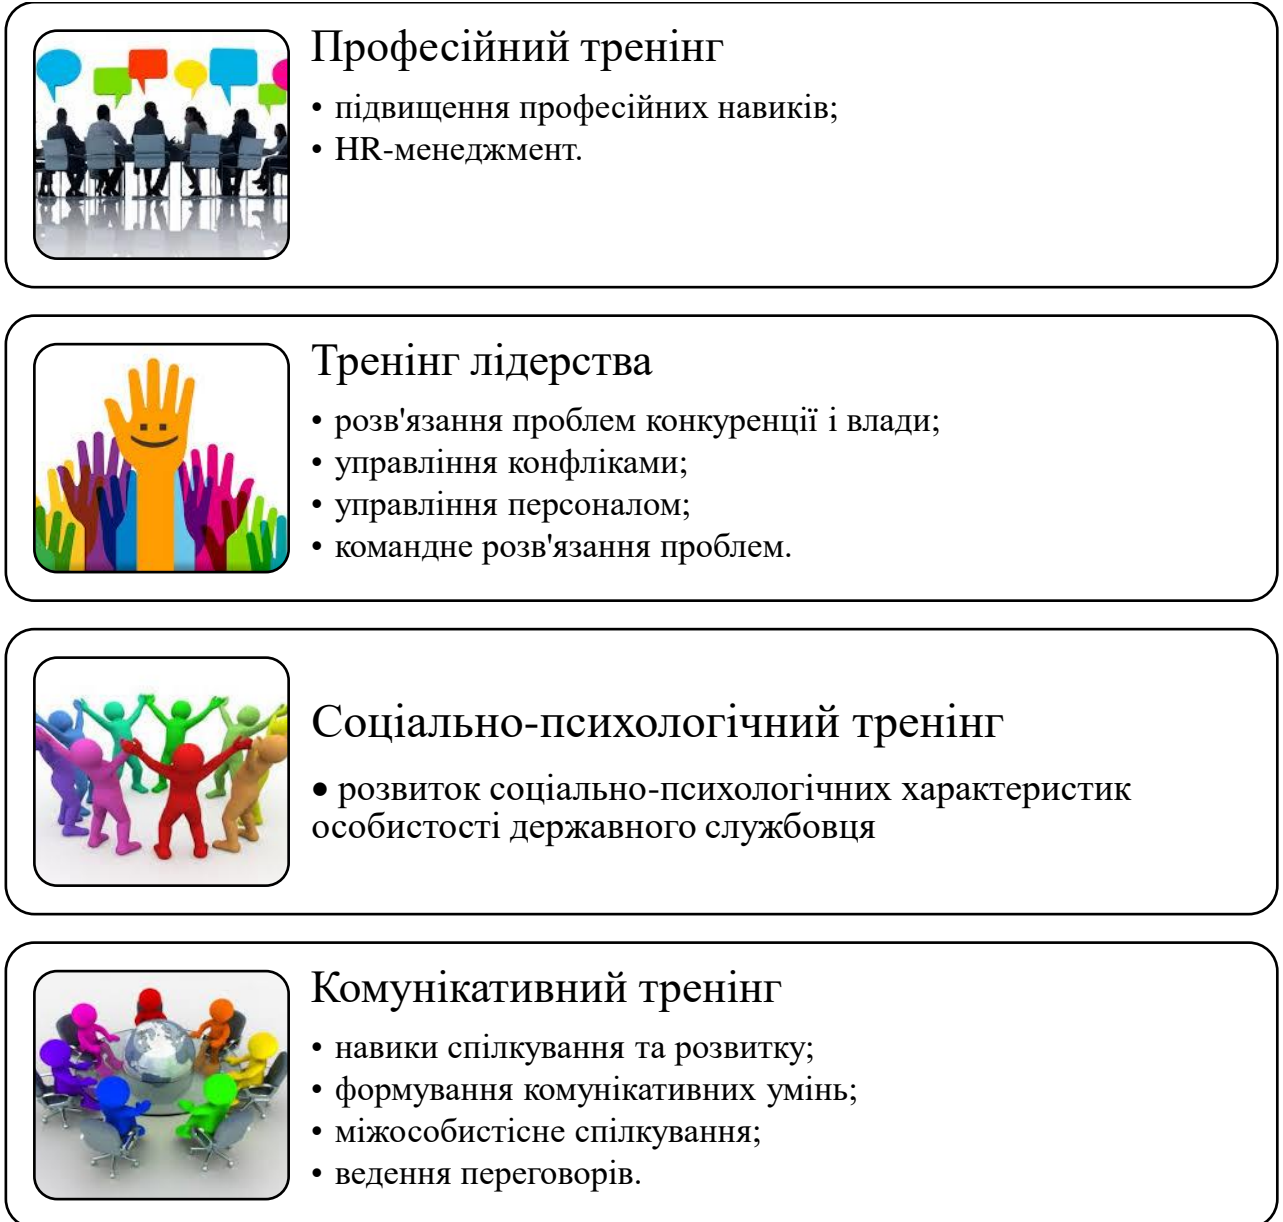 Професійний тренінг
• підвищення професійних навиків;
• HR-менеджмент.
Тренінг лідерства
• розв'язання проблем конкуренції і влади;
• управління конфліками;
• управління персоналом;
• командне розв'язання проблем.
Соціально-психологічний тренінг
• розвиток соціально-психологічних характеристик
особистості державного службовця
Комунікативний тренінг
• навики спілкування та розвитку;
• формування комунікативних умінь;
• міжособистісне спілкування;
• ведення переговорів.